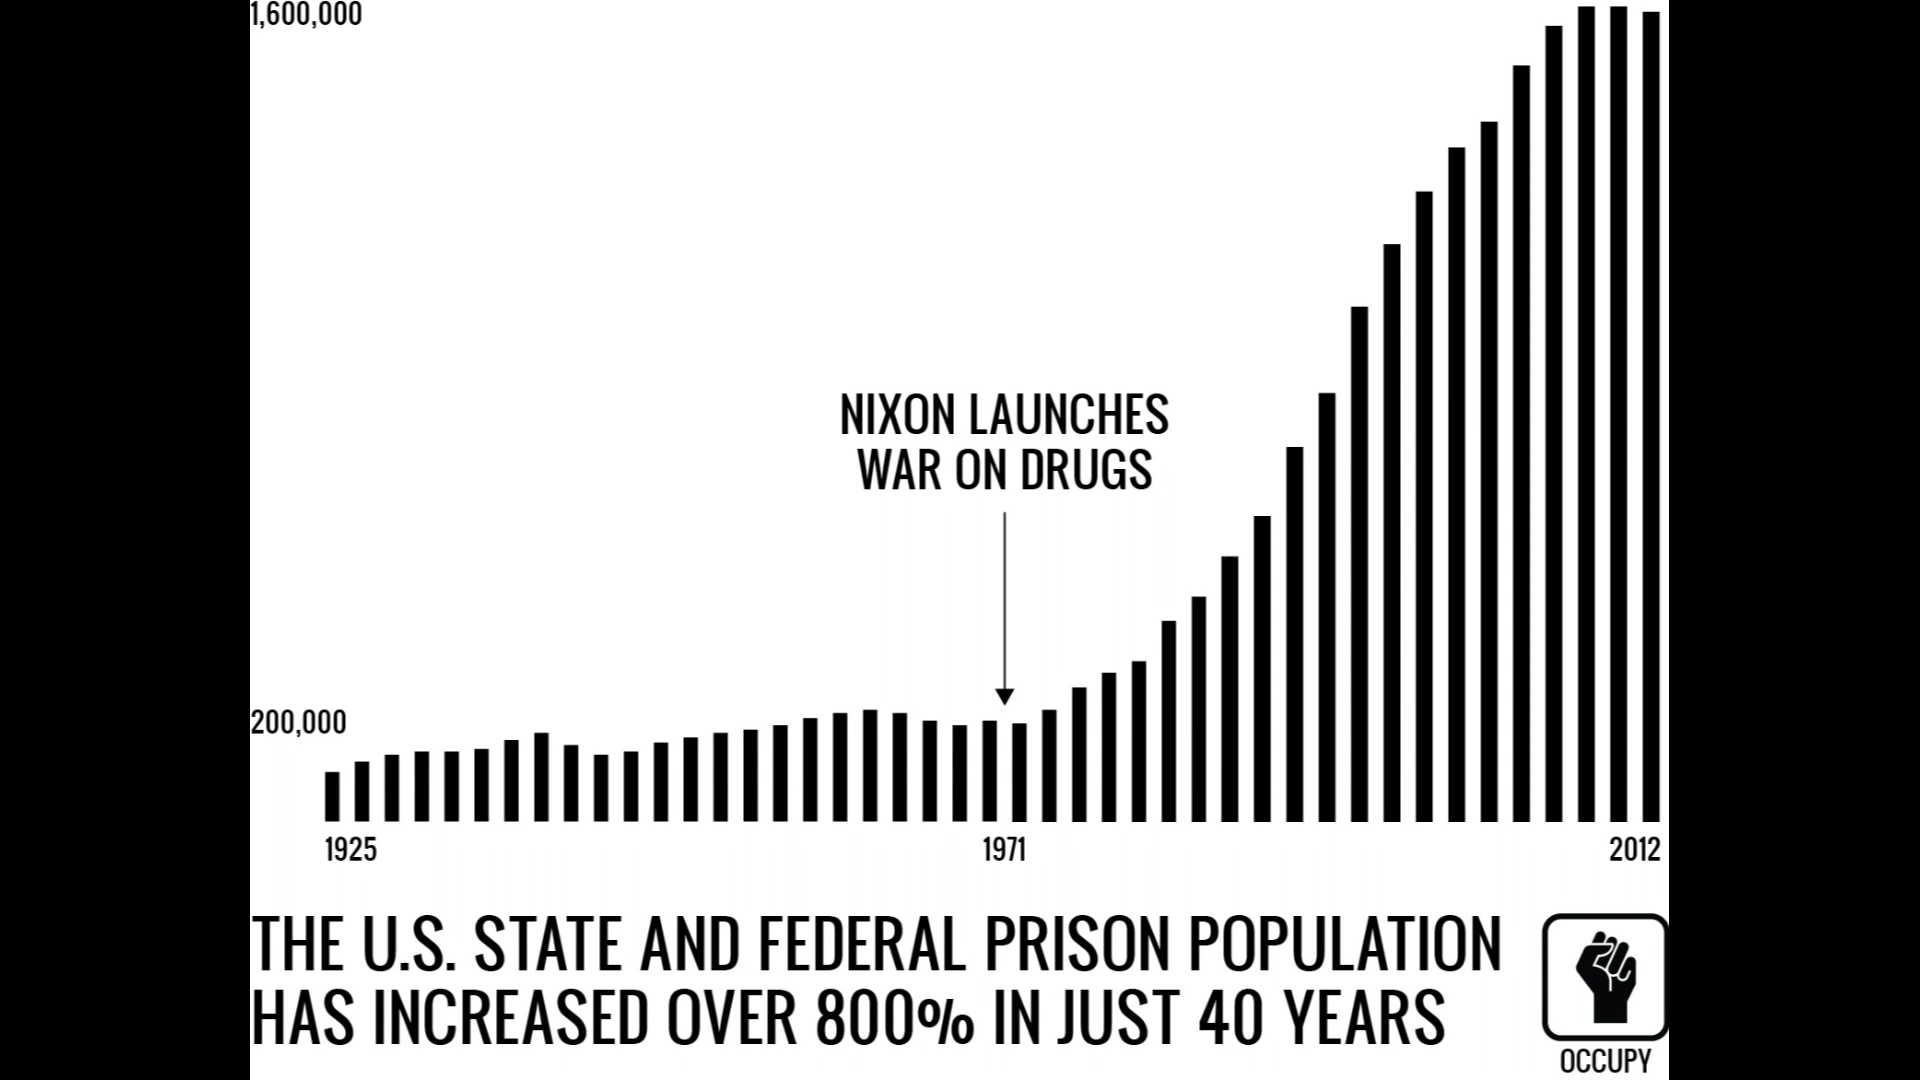 1,600,000
NIXON LAUNCHES
WAR ON DRUGS
200,000
1925
1971
2012
THE U.S. STATE AND FEDERAL PRISON POPULATION
HAS INCREASED OVER 800% IN JUST 40 YEARS
OCCUPY